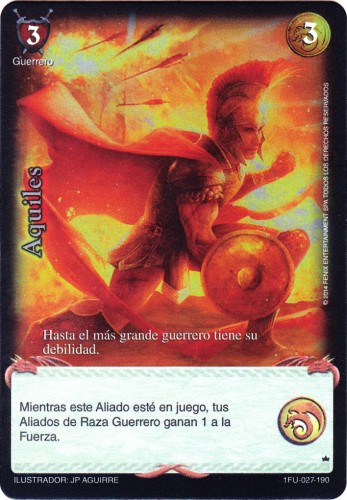 3
3
Guerrero
Aquiles
© 2014 FENIX ENTERTAINMENT SPA TODOS LOS DERECHOS RESERVADOS
Hasta el más grande guerrero tiene su
debilidad.
Mientras este Aliado esté en juego, tus
Aliados de Raza Guerrero ganan 1 a la
Fuerza.
ILUSTRADOR: JP AGUIRRE
1FU-027-190